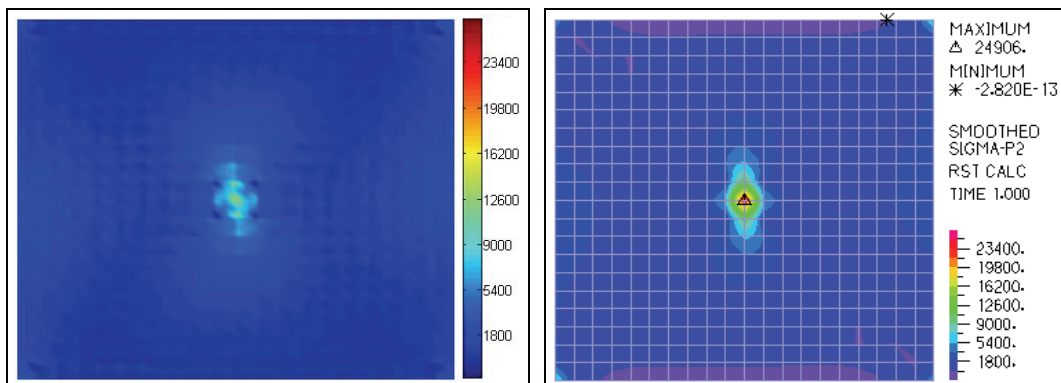 23400
19800
16200
12600
9000
5400
1800
MAXIMUM
△ 24906.
M[N]MUM
✳ -2.820E-13
SMOOTHED
SIGMA-P2
RST CALC
TIME 1.000
23400.
19800.
16200.
12600.
9000.
5400.
1800.